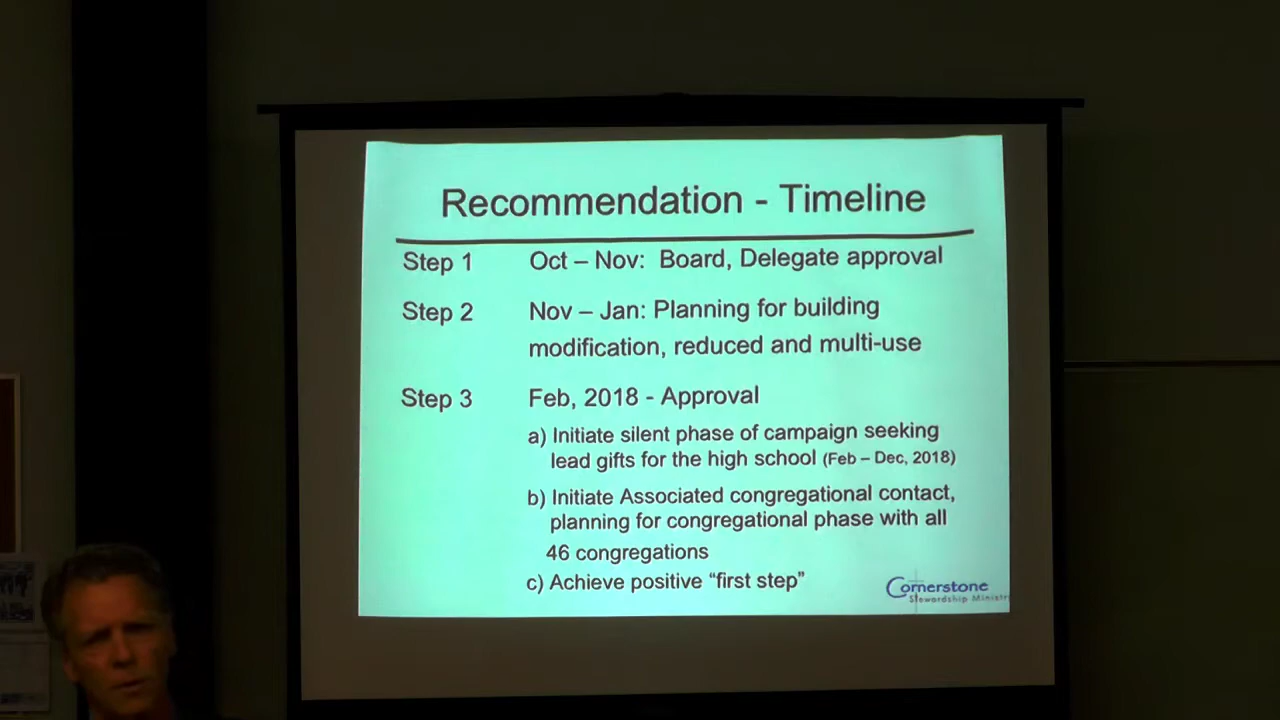 Recommendation - Timeline
Step 1 Oct – Nov: Board, Delegate approval
Step 2 Nov – Jan: Planning for building
modification, reduced and multi-use
Step 3 Feb, 2018 - Approval
a) Initiate silent phase of campaign seeking
lead gifts for the high school (Feb – Dec, 2018)
b) Initiate Associated congregational contact,
planning for congregational phase with all
46 congregations
c) Achieve positive “first step”
Cornerstone
Stewardship Ministr